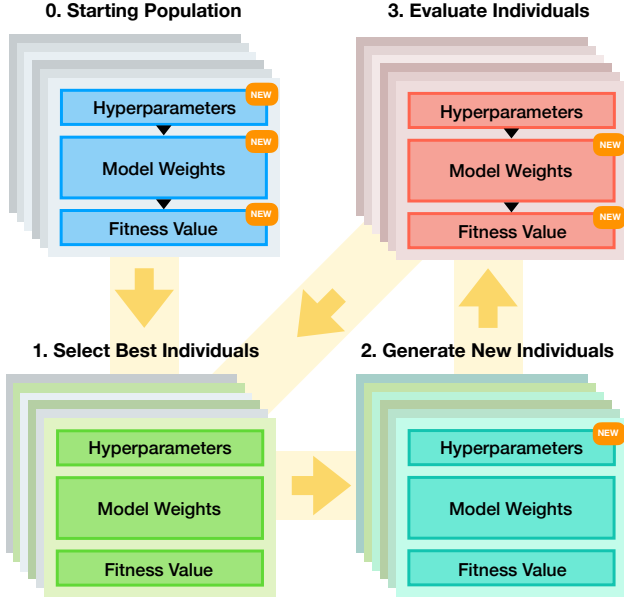 0. Starting Population
NEW
Hyperparameters
NEW
Model Weights
NEW
Fitness Value
3. Evaluate Individuals
Hyperparameters
NEW
Model Weights
NEW
Fitness Value
1. Select Best Individuals
Hyperparameters
Model Weights
Fitness Value
2. Generate New Individuals
NEW
Hyperparameters
Model Weights
Fitness Value